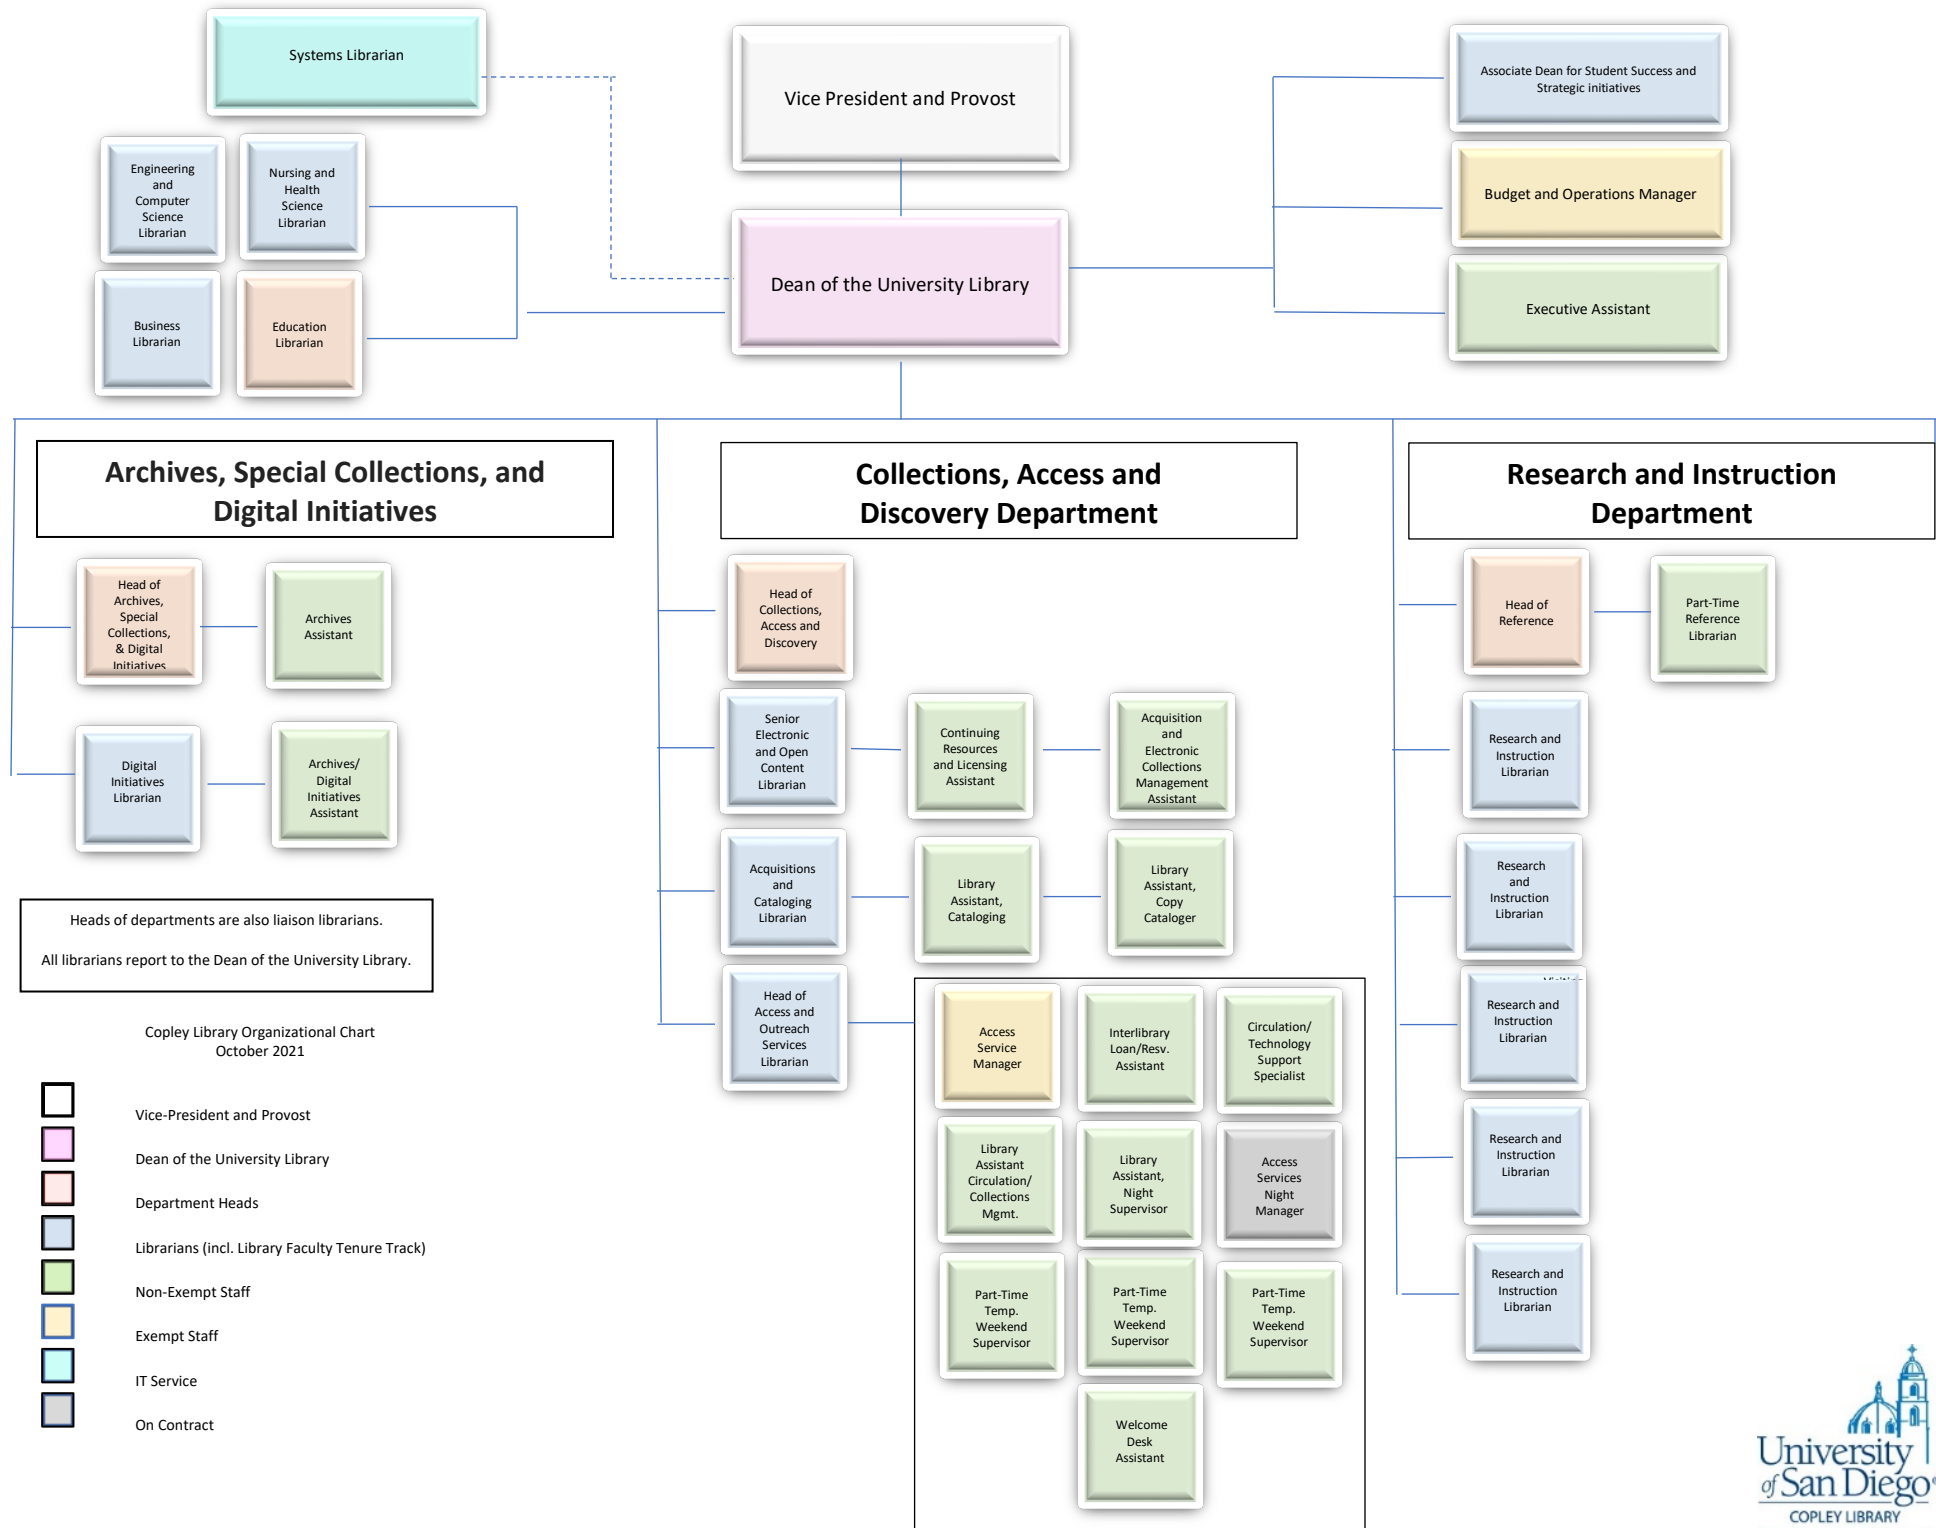 Systems Librarian
Vice President and Provost
Associate Dean for Student Success and
Strategic initiatives
Engineering
and
Computer
Science
Librarian
Nursing and
Health
Science
Librarian
Budget and Operations Manager
Dean of the University Library
Business
Librarian
Education
Librarian
Executive Assistant
Archives, Special Collections, and
Digital Initiatives
Head of
Archives,
Special
Collections,
& Digital
Initiatives
Archives
Assistant
Digital
Initiatives
Librarian
Archives/
Digital
Initiatives
Assistant
Collections, Access and
Discovery Department
Head of
Collections,
Access and
Discovery
Senior
Electronic
and Open
Content
Librarian
Continuing
Resources
and Licensing
Assistant
Acquisition
and
Electronic
Collections
Management
Assistant
Acquisitions
and
Cataloging
Librarian
Library
Assistant,
Cataloging
Library
Assistant,
Copy
Cataloger
Head of
Access and
Outreach
Services
Librarian
Access
Service
Manager
Interlibrary
Loan/Resv.
Assistant
Circulation/
Technology
Support
Specialist
Library
Assistant
Circulation/
Collections
Mgmt.
Library
Assistant,
Night
Supervisor
Access
Services
Night
Manager
Part-Time
Temp.
Weekend
Supervisor
Part-Time
Temp.
Weekend
Supervisor
Part-Time
Temp.
Weekend
Supervisor
Welcome
Desk
Assistant
Research and Instruction
Department
Head of
Reference
Part-Time
Reference
Librarian
Research and
Instruction
Librarian
Research
and
Instruction
Librarian
Research and
Instruction
Librarian
Research and
Instruction
Librarian
Research and
Instruction
Librarian
Heads of departments are also liaison librarians.
All librarians report to the Dean of the University Library.
Copley Library Organizational Chart
October 2021
Vice-President and Provost
Dean of the University Library
Department Heads
Librarians (incl. Library Faculty Tenure Track)
Non-Exempt Staff
Exempt Staff
IT Service
On Contract
University
of San Diego®
COPLEY LIBRARY